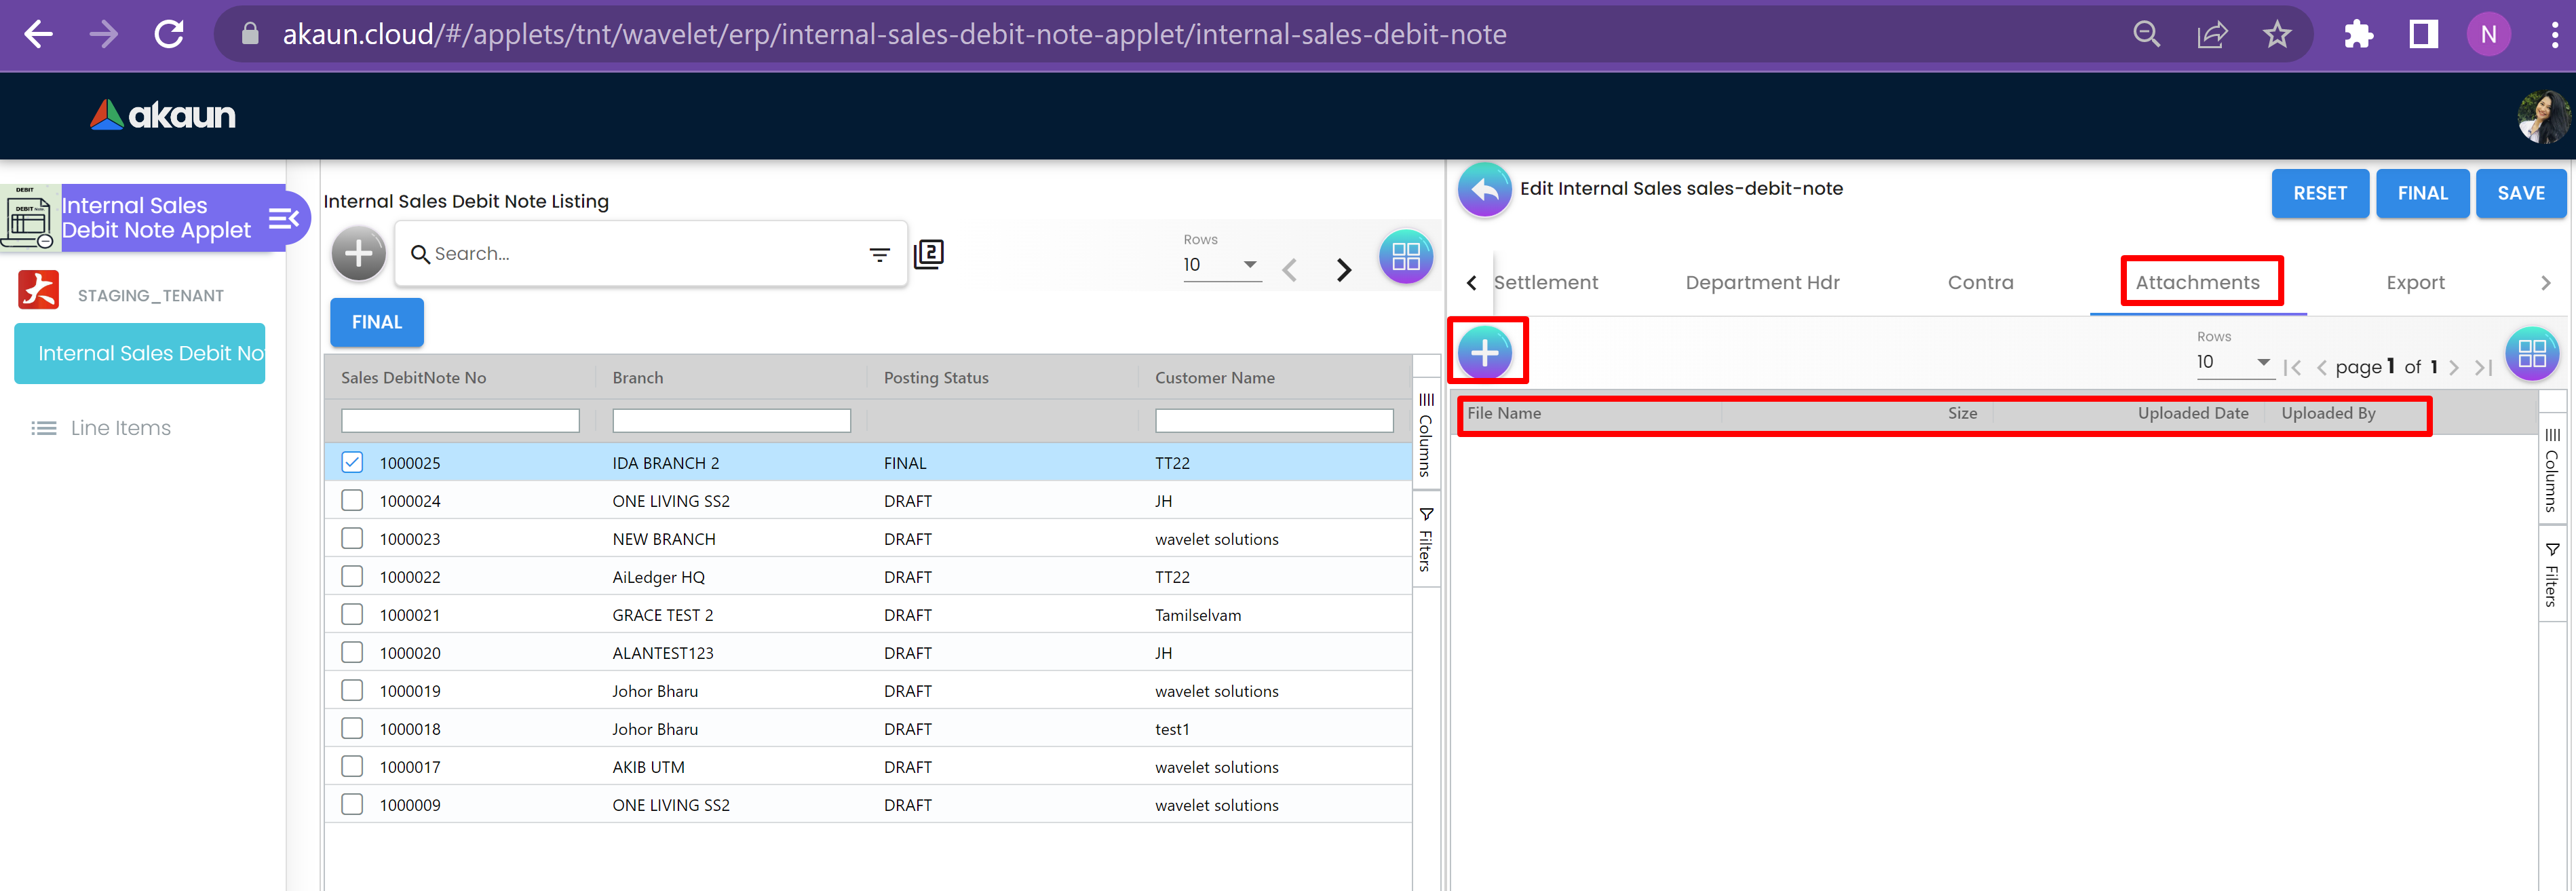 akaun.cloud/#/applets/tnt/wavelet/erp/internal-sales-debit-note-applet/internal-sales-debit-note
N
akaun
DEBIT
Internal Sales
Debit Note Applet
STAGING_TENANT
Internal Sales Debit No
Line Items
Internal Sales Debit Note Listing
Search...
2
Rows
10
FINAL
Sales DebitNote No Branch Posting Status Customer Name
1000025 IDA BRANCH 2 FINAL TT22
1000024 ONE LIVING SS2 DRAFT JH
1000023 NEW BRANCH DRAFT wavelet solutions
1000022 AiLedger HQ DRAFT TT22
1000021 GRACE TEST 2 DRAFT Tamilselvam
1000020 ALANTEST123 DRAFT JH
1000019 Johor Bharu DRAFT wavelet solutions
1000018 Johor Bharu DRAFT test1
1000017 AKIB UTM DRAFT wavelet solutions
1000009 ONE LIVING SS2 DRAFT wavelet solutions
Columns
Filters
Edit Internal Sales sales-debit-note
RESET FINAL SAVE
Settlement Department Hdr Contra Attachments Export
Rows
10
page 1 of 1
File Name Size Uploaded Date Uploaded By
Columns
Filters